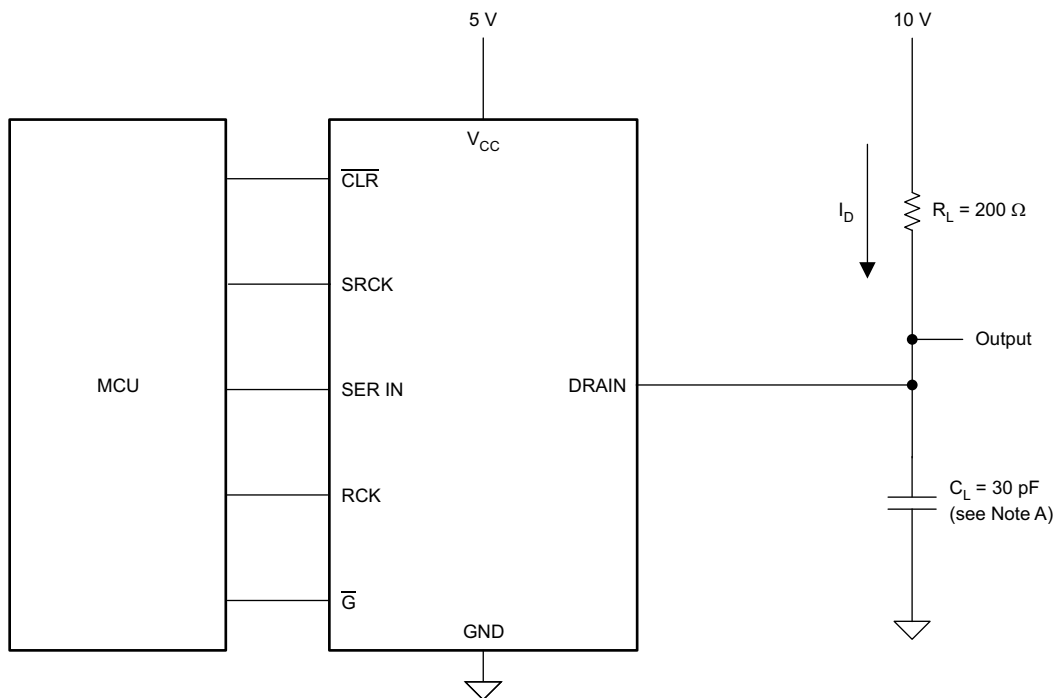 5 V
10 V
V_CC
C̅L̅R̅
SRCK
I_D
R_L = 200 Ω
MCU
SER IN
DRAIN
Output
RCK
C_L = 30 pF
(see Note A)
G̅
GND